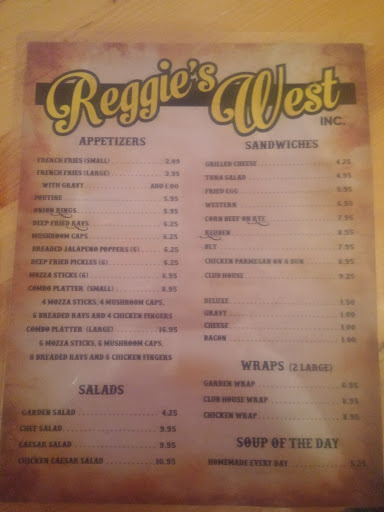 Reggie's West
INC.
APPETIZERS
FRENCH FRIES (SMALL) 2.95
FRENCH FRIES (LARGE) 3.95
WITH GRAVY ADD 1.00
POUTINE 5.95
ONION RINGS 5.95
DEEP FRIED RAVS 6.25
MUSHROOM CAPS 6.25
BREADED JALAPENO POPPERS (6) 6.25
DEEP FRIED PICKLES (6) 6.25
MOZZA STICKS (6) 6.95
COMBO PLATTER (SMALL) 8.95
4 MOZZA STICKS, 4 MUSHROOM CAPS,
6 BREADED RAVS AND 4 CHICKEN FINGERS
COMBO PLATTER (LARGE) 16.95
6 MOZZA STICKS, 6 MUSHROOM CAPS,
8 BREADED RAVS AND 6 CHICKEN FINGERS
SALADS
GARDEN SALAD 4.25
CHEF SALAD 9.95
CAESAR SALAD 9.95
CHICKEN CAESAR SALAD 10.95
SANDWICHES
GRILLED CHEESE 4.25
TUNA SALAD 4.95
FRIED EGG
WESTERN
CORN BEEF ON RYE 7.95
REUBEN 8.95
BLT 7.95
CHICKEN PARMESAN ON A BUN 8.95
CLUB HOUSE 9.25
DELUXE 1.50
GRAVY 1.00
CHEESE 1.00
BACON 1.00
WRAPS (2 LARGE)
GARDEN WRAP 6.95
CLUB HOUSE WRAP 8.95
CHICKEN WRAP 8.95
SOUP OF THE DAY
HOMEMADE EVERY DAY 5.25